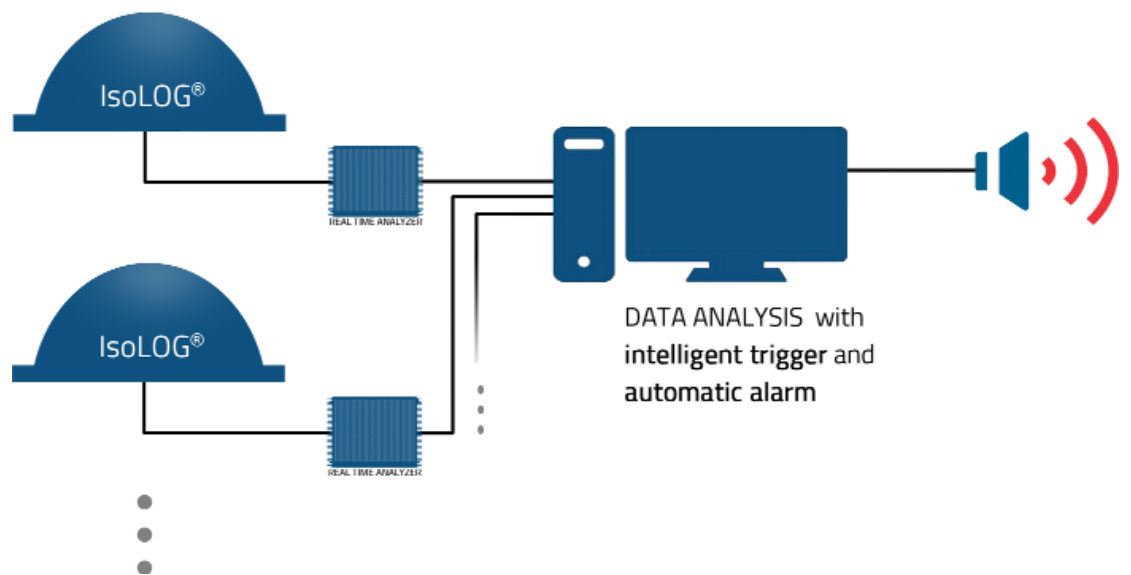 IsoLOG®
REAL TIME ANALYZER
IsoLOG®
REAL TIME ANALYZER
DATA ANALYSIS with
intelligent trigger and
automatic alarm